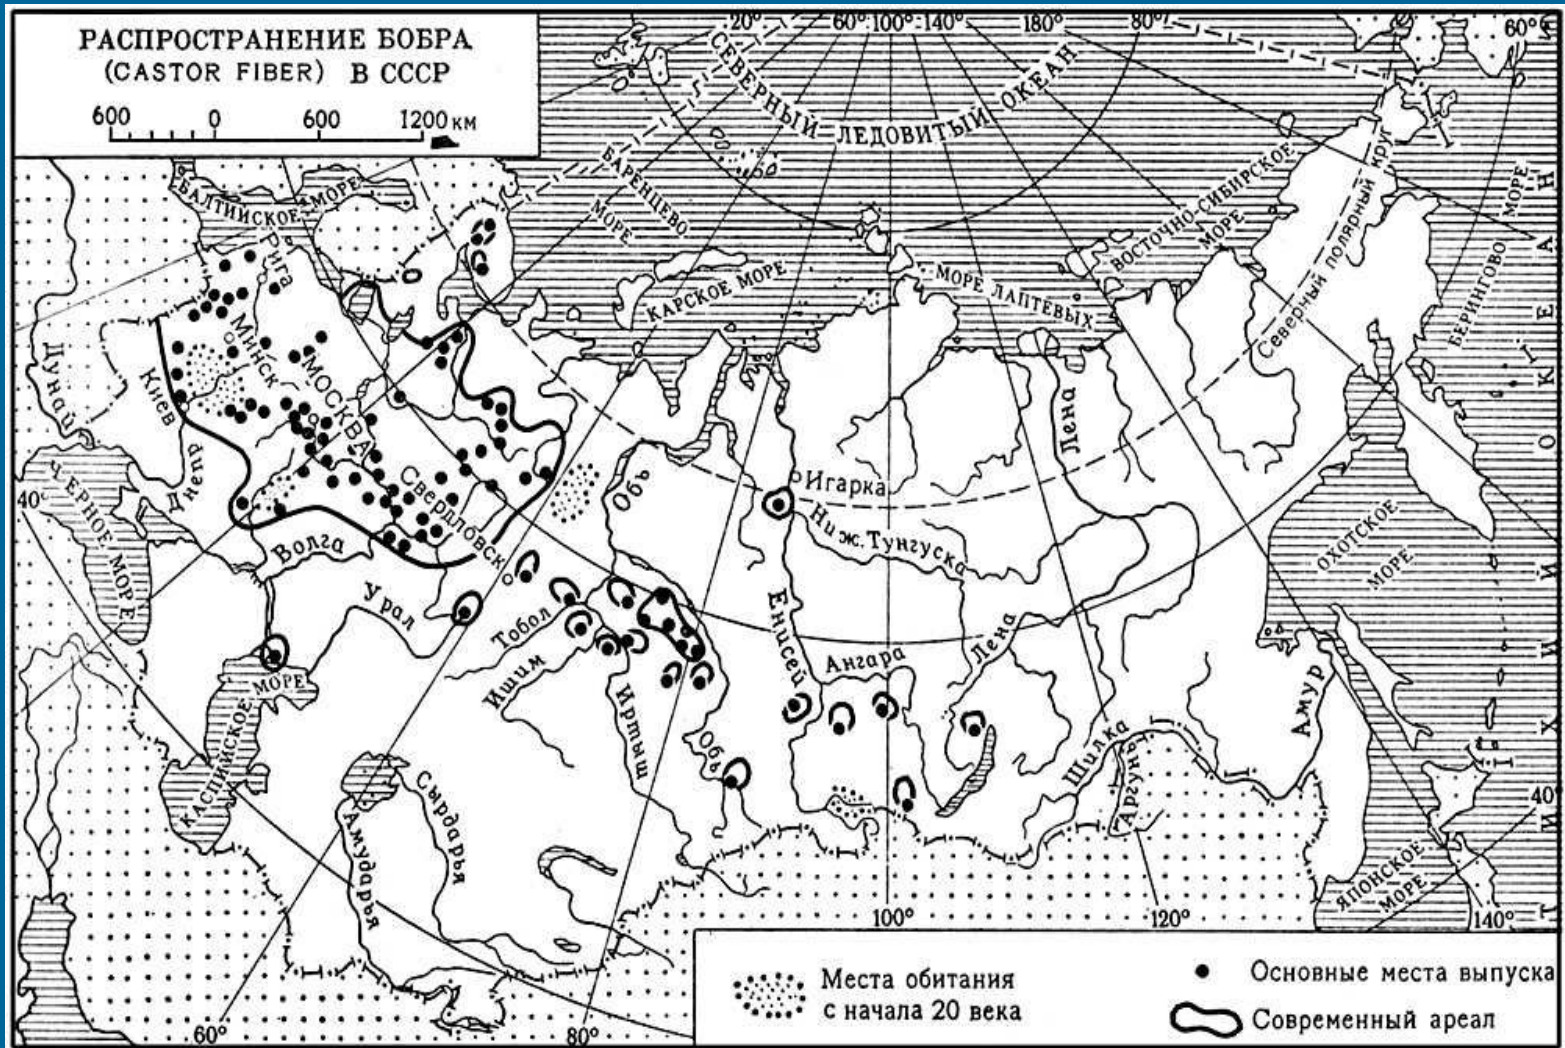 РАСПРОСТРАНЕНИЕ БОБРА
(CASTOR FIBER) В СССР
600 0 600 1200 км
20° 60° 100° 140° 180° 80° 60°
СЕВЕРНЫЙ ЛЕДОВИТЫЙ ОКЕАН
БАРЕНЦЕВО
МОРЕ
БАЛТИЙСКОЕ МОРЕ
КАРСКОЕ МОРЕ
МОРЕ ЛАПТЕВЫХ
ВОСТОЧНО-СИБИРСКОЕ
МОРЕ
Северный полярный круг
БЕРИНГОВО
МОРЕ
ТИХИЙ ОКЕАН
Рига
Минск
МОСКВА
Киев
Дунай
Днепр
Свердловск
ЧЕРНОЕ МОРЕ
40°
Волга
Урал
Обь
Игарка
Ниж. Тунгуска
Лена
ОХОТСКОЕ
МОРЕ
Тобол
Ишим
Иртыш
Обь
Енисей
Ангара
Лена
Шилка
Аргунь
Амур
КАСПИЙСКОЕ
МОРЕ
Сырдарья
Амударья
ЯПОНСКОЕ
МОРЕ
40°
60° 80° 100° 120° 140°
Места обитания
с начала 20 века
Основные места выпуска
Современный ареал